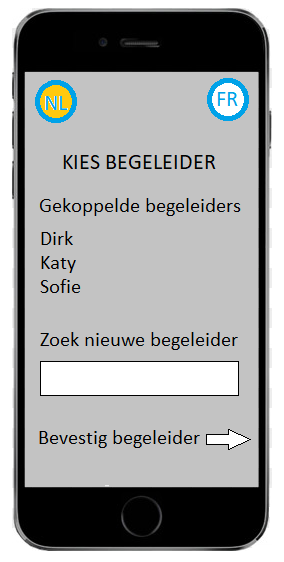 NL
FR
KIES BEGELEIDER
Gekoppelde begeleiders
Dirk
Katy
Sofie
Zoek nieuwe begeleider
Bevestig begeleider